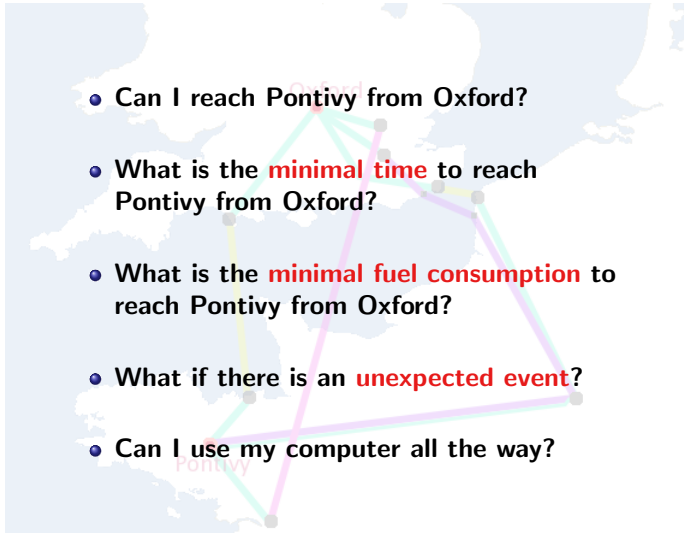 Oxford
Can I reach Pontivy from Oxford?
What is the minimal time to reach
Pontivy from Oxford?
What is the minimal fuel consumption to
reach Pontivy from Oxford?
What if there is an unexpected event?
Can I use my computer all the way?
Pontivy